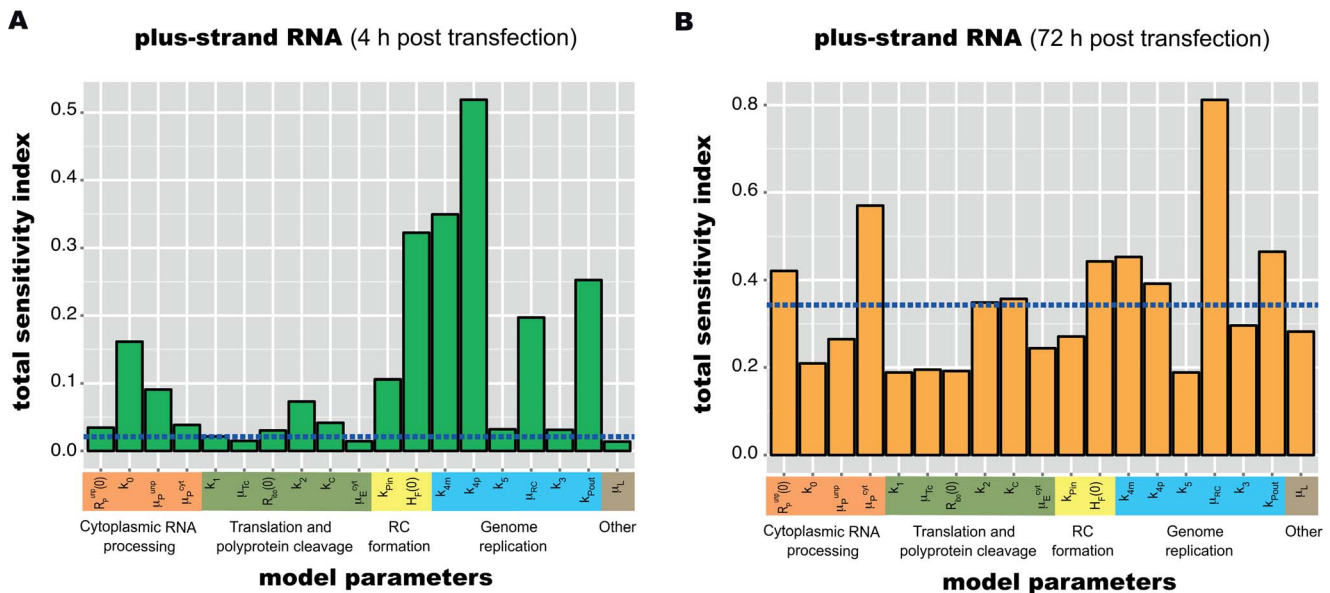 A
plus-strand RNA (4 h post transfection)
total sensitivity index
0.5
0.4
0.3
0.2
0.1
0.0
R_P^unp(0)
k_0
μ_P^unp
μ_P^cyt
k_1
μ_Tc
R_ibo(0)
k_2
k_C
μ_E^cyt
k_Pin
H_F(0)
k_4m
k_4p
k_5
μ_RC
k_3
k_Pout
μ_L
Cytoplasmic RNA
processing
Translation and
polyprotein cleavage
RC
formation
Genome
replication
Other
model parameters
B
plus-strand RNA (72 h post transfection)
total sensitivity index
0.8
0.6
0.4
0.2
0.0
R_P^unp(0)
k_0
μ_P^unp
μ_P^cyt
k_1
μ_Tc
R_ibo(0)
k_2
k_C
μ_E^cyt
k_Pin
H_F(0)
k_4m
k_4p
k_5
μ_RC
k_3
k_Pout
μ_L
Cytoplasmic RNA
processing
Translation and
polyprotein cleavage
RC
formation
Genome
replication
Other
model parameters